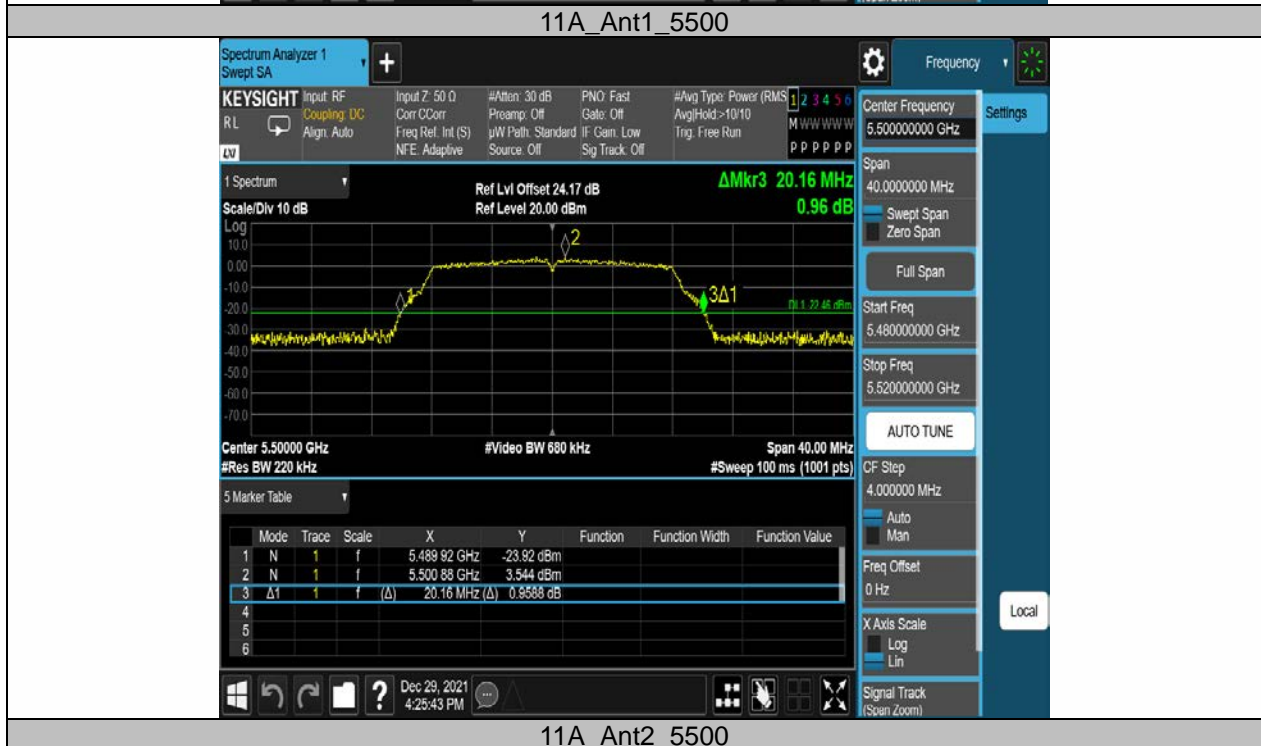 11A_Ant1_5500
Spectrum Analyzer 1
Swept SA
Frequency
KEYSIGHT
RL
LXI
Input: RF
Coupling: DC
Align: Auto
Input Z: 50 Ω
Corr CCorr
Freq Ref: Int (S)
NFE: Adaptive
#Atten: 30 dB
Preamp: Off
µW Path: Standard
Source: Off
PNO: Fast
Gate: Off
IF Gain: Low
Sig Track: Off
#Avg Type: Power (RMS
Avg|Hold:>10/10
Trig: Free Run
1 2 3 4 5 6
M W W W W W
P P P P P P
1 Spectrum
Scale/Div 10 dB
Ref Lvl Offset 24.17 dB
Ref Level 20.00 dBm
ΔMkr3 20.16 MHz
0.96 dB
Log
10.0
0.00
-10.0
-20.0
-30.0
-40.0
-50.0
-60.0
-70.0
1
2
3Δ1
DL1 -22.46 dBm
Center 5.50000 GHz
#Res BW 220 kHz
#Video BW 680 kHz
Span 40.00 MHz
#Sweep 100 ms (1001 pts)
5 Marker Table
Mode Trace Scale X Y Function Function Width Function Value
1 N 1 f 5.489 92 GHz -23.92 dBm
2 N 1 f 5.500 88 GHz 3.544 dBm
3 Δ1 1 f (Δ) 20.16 MHz (Δ) 0.9588 dB
4
5
6
Dec 29, 2021
4:25:43 PM
Center Frequency
5.500000000 GHz
Settings
Span
40.0000000 MHz
Swept Span
Zero Span
Full Span
Start Freq
5.480000000 GHz
Stop Freq
5.520000000 GHz
AUTO TUNE
CF Step
4.000000 MHz
Auto
Man
Freq Offset
0 Hz
X Axis Scale
Log
Lin
Local
Signal Track
(Span Zoom)
11A_Ant2_5500